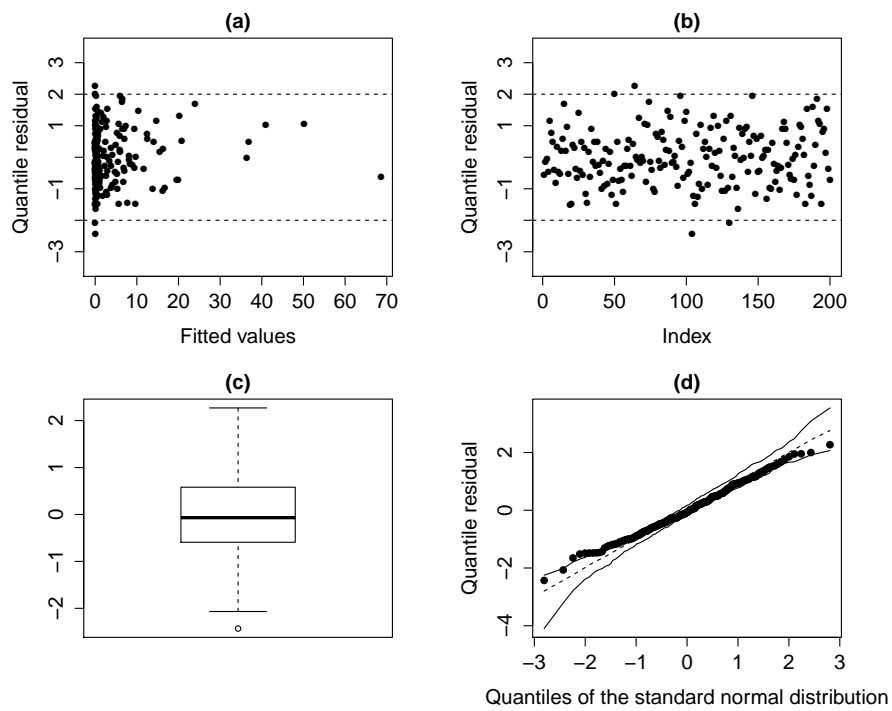 (a)
Quantile residual
3
2
1
−1
−3
0 10 20 30 40 50 60 70
Fitted values
(b)
Quantile residual
3
2
1
−1
−3
0 50 100 150 200
Index
(c)
2
1
0
−1
−2
(d)
Quantile residual
2
0
−2
−4
−3 −2 −1 0 1 2 3
Quantiles of the standard normal distribution